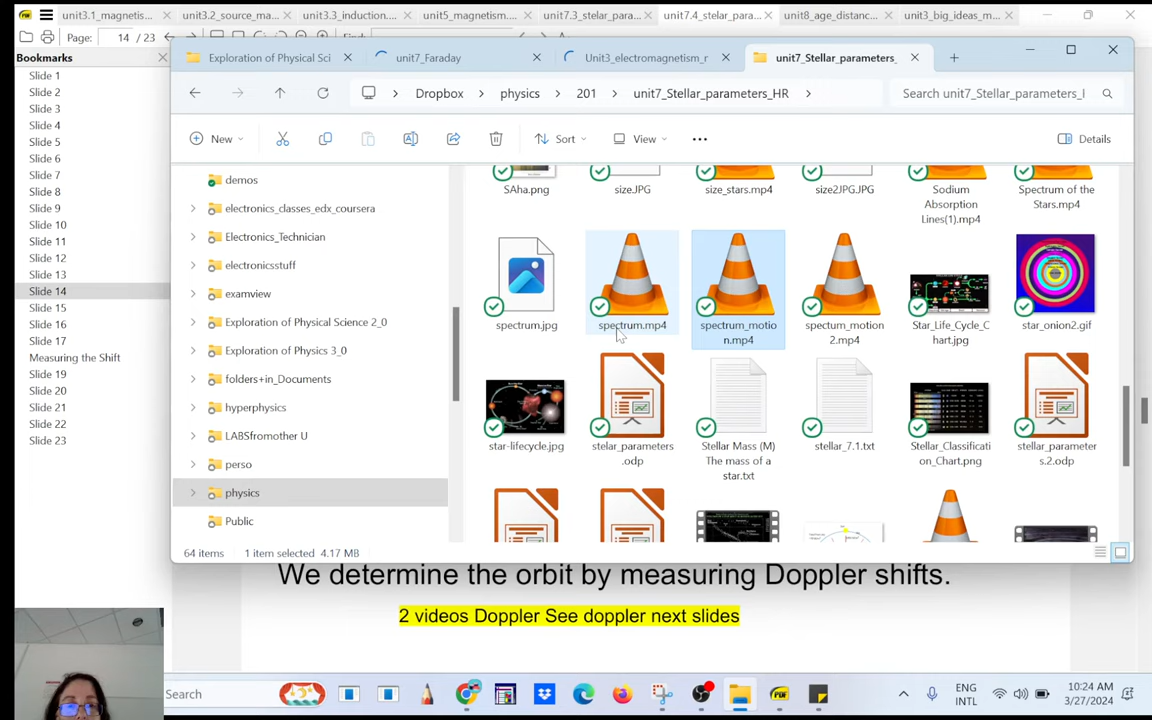 unit3.1_magnetism...
unit3.2_source_ma...
unit3.3_induction....
unit5_magnetism....
unit7.3_stelar_para...
unit7.4_stelar_par...
unit8_age_distanc...
unit3_big_ideas_m...
Page: 14 / 23
Bookmarks
Slide 1
Slide 2
Slide 3
Slide 4
Slide 5
Slide 6
Slide 7
Slide 8
Slide 9
Slide 10
Slide 11
Slide 12
Slide 13
Slide 14
Slide 15
Slide 16
Slide 17
Measuring the Shift
Slide 19
Slide 20
Slide 21
Slide 22
Slide 23
Exploration of Physical Sci
unit7_Faraday
Unit3_electromagnetism_r
unit7_Stellar_parameters_
Dropbox > physics > 201 > unit7_Stellar_parameters_HR >
Search unit7_Stellar_parameters_l
New
Sort
View
Details
demos
electronics_classes_edx_coursera
Electronics_Technician
electronicsstuff
examview
Exploration of Physical Science 2_0
Exploration of Physics 3_0
folders+in_Documents
hyperphysics
LABSfromother U
perso
physics
Public
SAha.png
size.JPG
size_stars.mp4
size2JPG.JPG
Sodium
Absorption
Lines(1).mp4
Spectrum of the
Stars.mp4
spectrum.jpg
spectrum.mp4
spectrum_motio
n.mp4
spectum_motion
2.mp4
Star_Life_Cycle_C
hart.jpg
star_onion2.gif
star-lifecycle.jpg
stelar_parameters
.odp
Stellar Mass (M)
The mass of a
star.txt
stellar_7.1.txt
Stellar_Classificati
on_Chart.png
stellar_parameter
s.2.odp
64 items
1 item selected 4.17 MB
We determine the orbit by measuring Doppler shifts.
2 videos Doppler See doppler next slides
Search
ENG
INTL
10:24 AM
3/27/2024